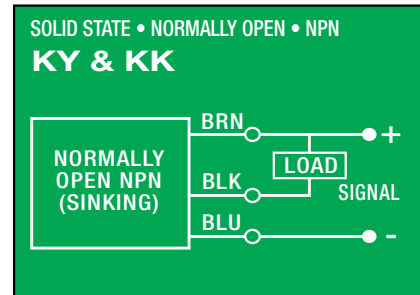 SOLID STATE • NORMALLY OPEN • NPN
KY & KK
BRN
+
NORMALLY
OPEN NPN
(SINKING)
LOAD
BLK
SIGNAL
BLU
-